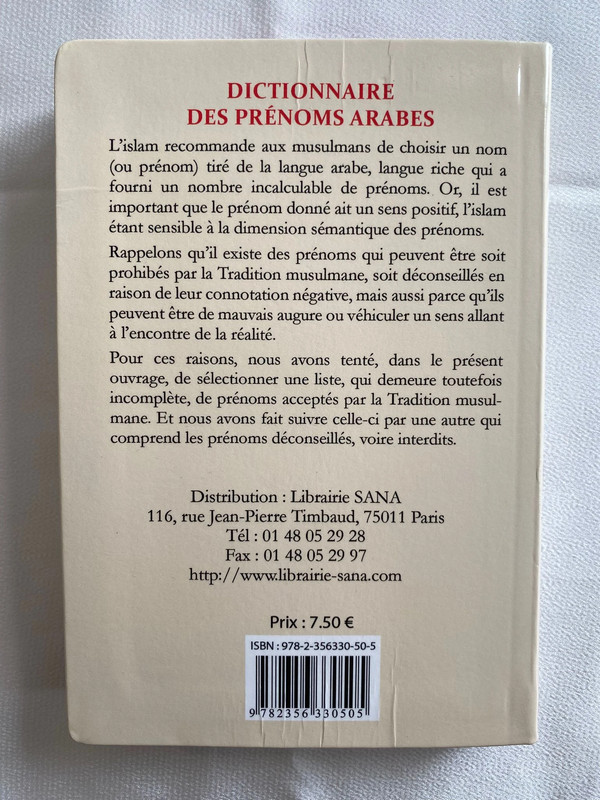 DICTIONNAIRE
DES PRÉNOMS ARABES
L'islam recommande aux musulmans de choisir un nom
(ou prénom) tiré de la langue arabe, langue riche qui a
fourni un nombre incalculable de prénoms. Or, il est
important que le prénom donné ait un sens positif, l'islam
étant sensible à la dimension sémantique des prénoms.
Rappelons qu'il existe des prénoms qui peuvent être soit
prohibés par la Tradition musulmane, soit déconseillés en
raison de leur connotation négative, mais aussi parce qu'ils
peuvent être de mauvais augure ou véhiculer un sens allant
à l'encontre de la réalité.
Pour ces raisons, nous avons tenté, dans le présent
ouvrage, de sélectionner une liste, qui demeure toutefois
incomplète, de prénoms acceptés par la Tradition musul-
mane. Et nous avons fait suivre celle-ci par une autre qui
comprend les prénoms déconseillés, voire interdits.
Distribution : Librairie SANA
116, rue Jean-Pierre Timbaud, 75011 Paris
Tél : 01 48 05 29 28
Fax : 01 48 05 29 97
http://www.librairie-sana.com
Prix : 7.50 €
ISBN : 978-2-356330-50-5
9 782356 330505